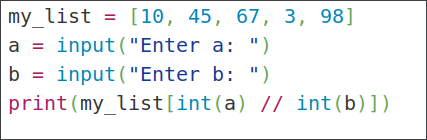 my_list = [10, 45, 67, 3, 98]
a = input("Enter a: ")
b = input("Enter b: ")
print(my_list[int(a) // int(b)])